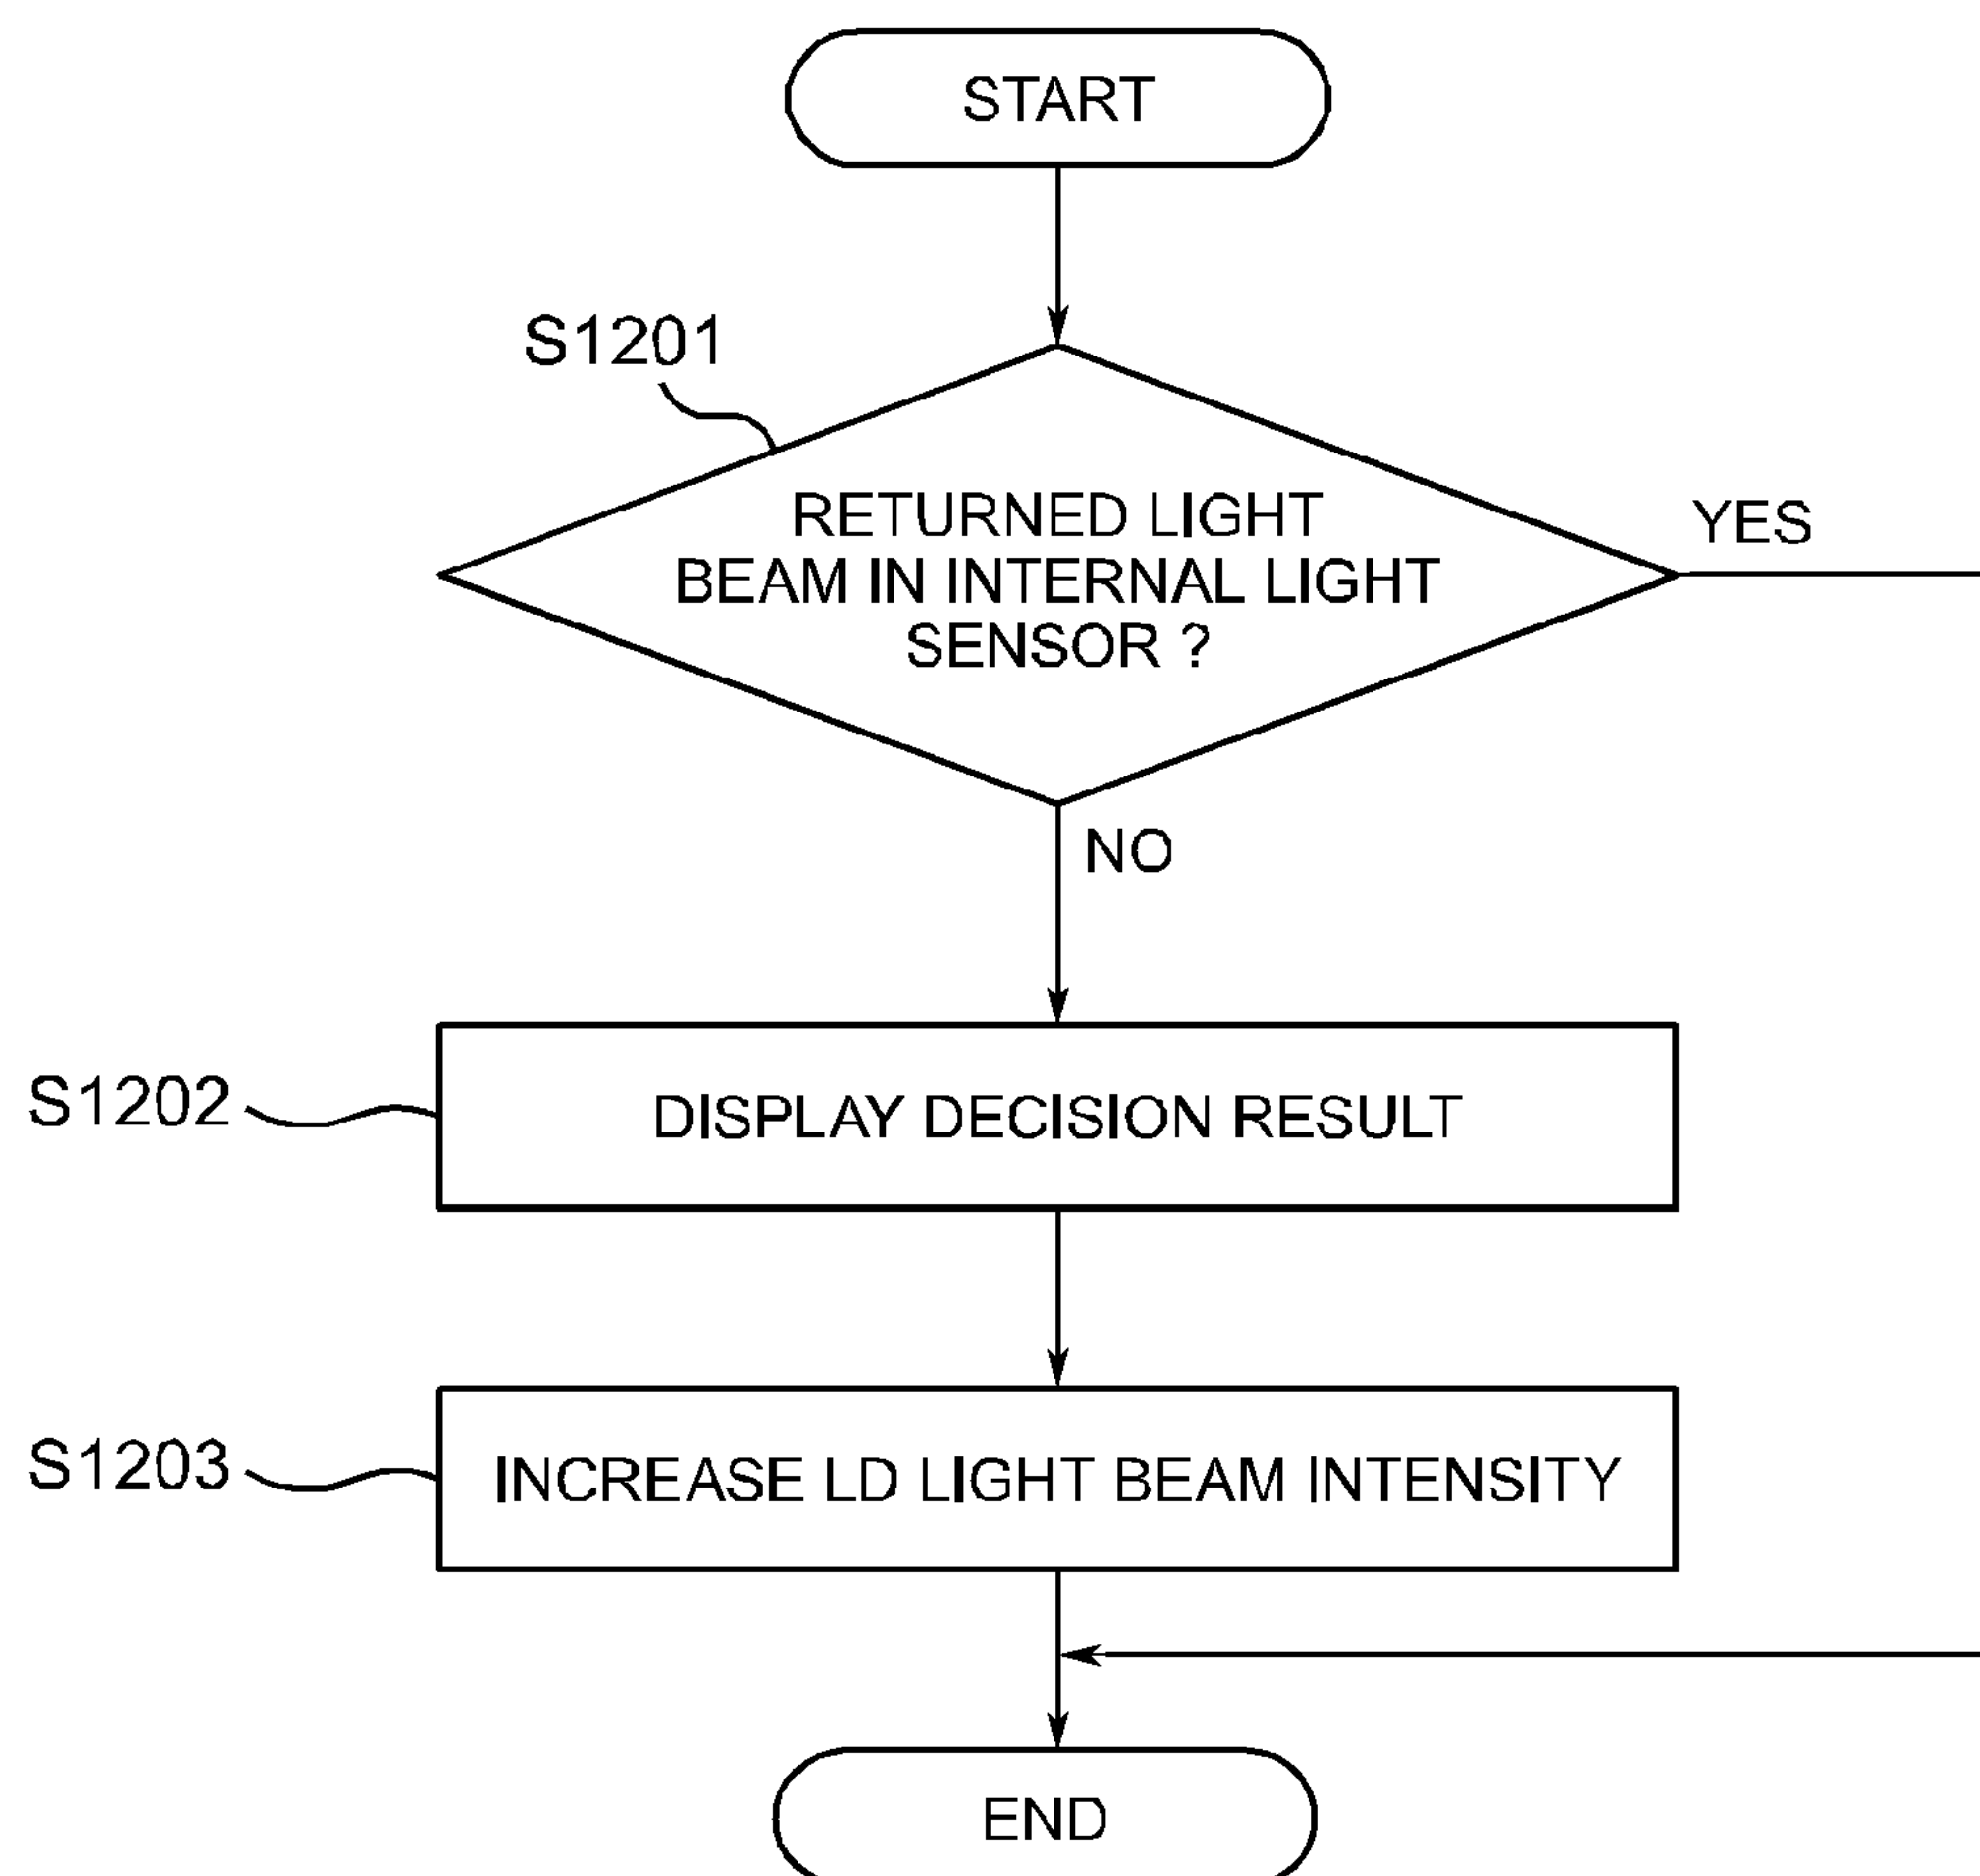 START
S1201
RETURNED LIGHT
BEAM IN INTERNAL LIGHT
SENSOR ?
YES
NO
S1202
DISPLAY DECISION RESULT
S1203
INCREASE LD LIGHT BEAM INTENSITY
END